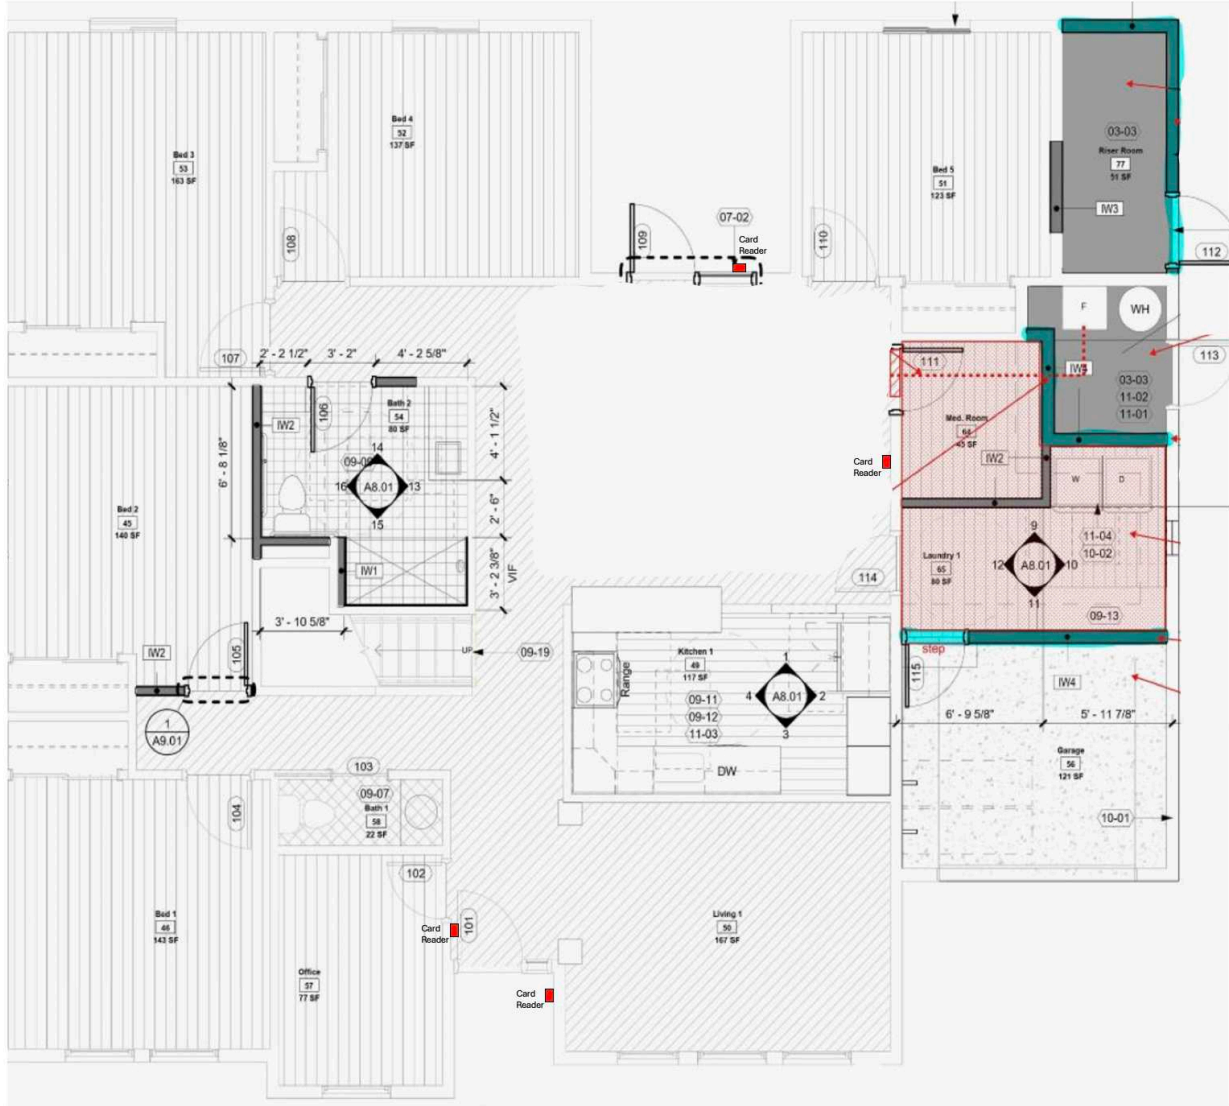 Bed 3
53
163 SF
Bed 4
52
137 SF
07-02
Card
Reader
109
108
110
Bed 5
51
123 SF
03-03
Riser Room
77
51 SF
IW3
112
107
2' - 2 1/2"
3' - 2"
4' - 2 5/8"
F
WH
113
111
IW4
03-03
11-02
11-01
IW2
106
Bath 2
54
80 SF
14
16
A8.01
13
15
6' - 8 1/8"
4' - 1 1/2"
2' - 6"
3' - 2 3/8"
VIF
Card
Reader
Med. Room
45 SF
IW2
W
D
Bed 2
45
140 SF
IW1
Laundry 1
65
80 SF
9
12
A8.01
10
11
11-04
10-02
09-13
114
3' - 10 5/8"
105
IW2
UP
09-19
1
A9.01
Range
Kitchen 1
49
117 SF
09-11
09-12
11-03
1
4
A8.01
2
3
DW
step
115
IW4
6' - 9 5/8"
5' - 11 7/8"
Garage
56
121 SF
10-01
103
104
09-07
Bath 1
58
22 SF
102
101
Card
Reader
Bed 1
46
143 SF
Office
57
77 SF
Card
Reader
Living 1
50
167 SF